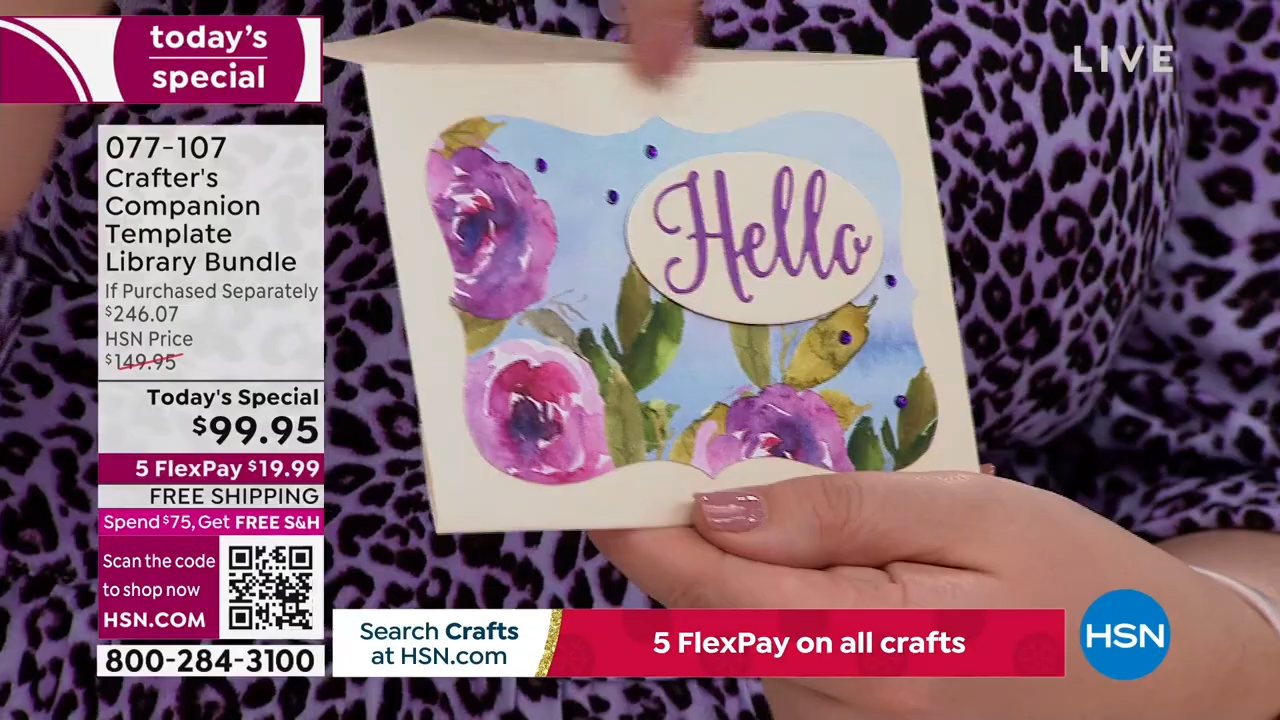 today's
special
LIVE
077-107
Crafter's
Companion
Template
Library Bundle
If Purchased Separately
$246.07
HSN Price
$149.95
Today's Special
$99.95
5 FlexPay $19.99
FREE SHIPPING
Spend $75, Get FREE S&H
Scan the code
to shop now
HSN.COM
800-284-3100
Hello
Search Crafts
at HSN.com
5 FlexPay on all crafts
HSN